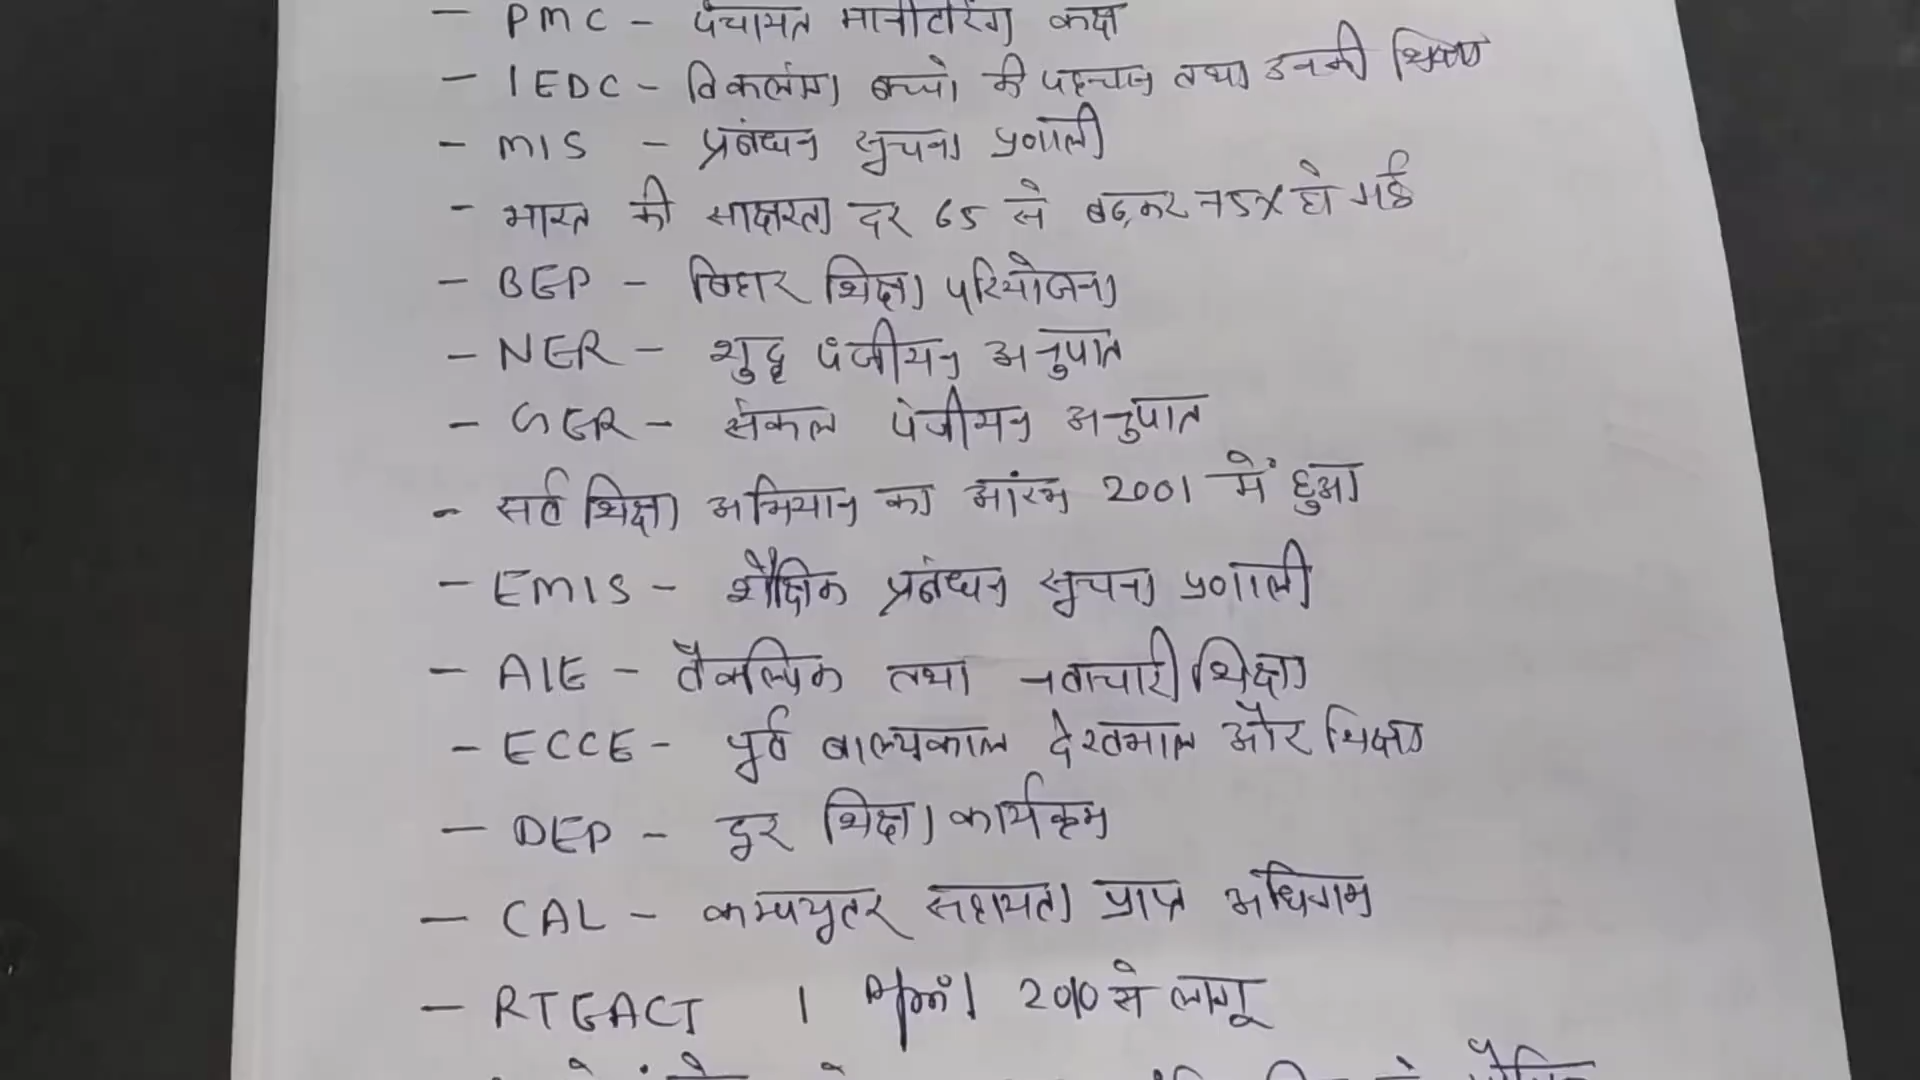 - PMC - पंचायत मानीटरिंग कक्ष
- IEDC - विकलांग बच्चो की पहचान तथा उनकी शिक्षा
- MIS - प्रबंधन सूचना प्रणाली
- भारत की साक्षरता दर 65 से बढ़कर 75% हो गई
- BEP - बिहार शिक्षा परियोजना
- NER - शुद्ध पंजीयन अनुपात
- GER - संकल पंजीयन अनुपात
- सर्व शिक्षा अभियान का आरंभ 2001 में हुआ
- EMIS - शैक्षिक प्रबंधन सूचना प्रणाली
- AIE - वैकल्पिक तथा नवाचारी शिक्षा
- ECCE - पूर्व बाल्यकाल देखभाल और शिक्षा
- DEP - दूर शिक्षा कार्यक्रम
- CAL - कम्पयूटर सहायता प्राप्त अधिगम
- RTEACT 1 April 2010 से लागू